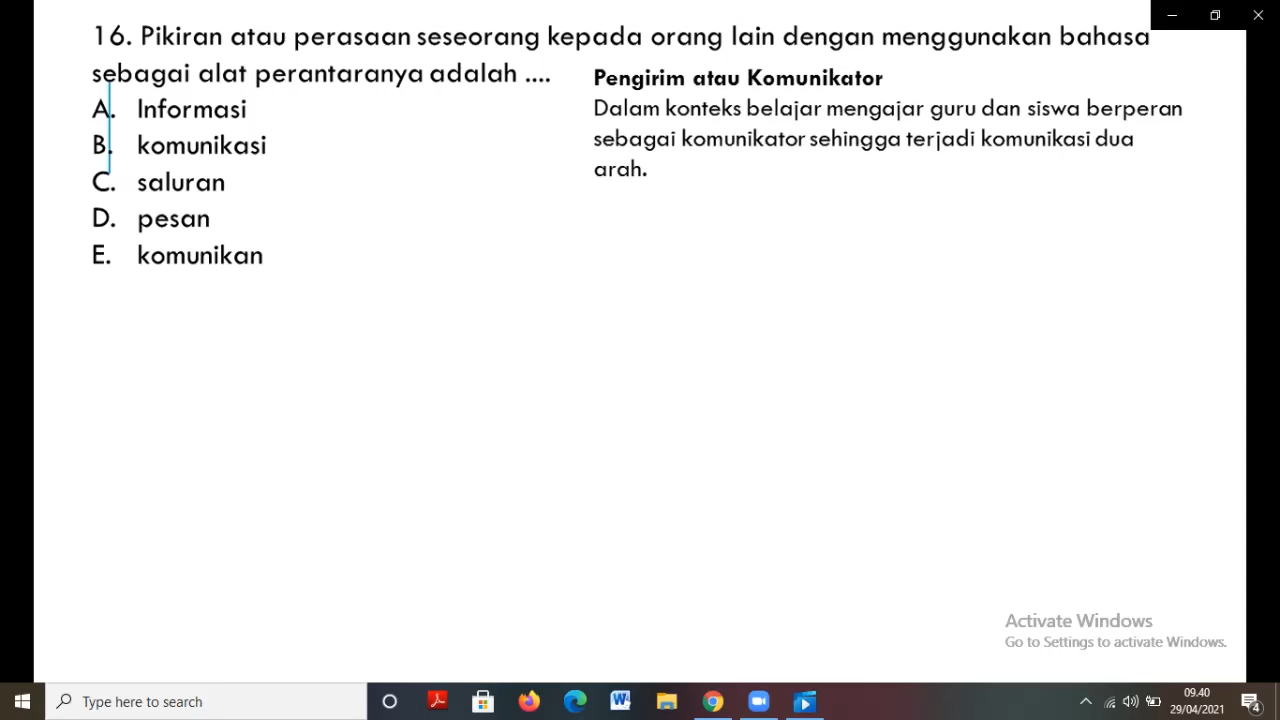 16. Pikiran atau perasaan seseorang kepada orang lain dengan menggunakan bahasa
sebagai alat perantaranya adalah ....
A. Informasi
B. komunikasi
C. saluran
D. pesan
E. komunikan
Pengirim atau Komunikator
Dalam konteks belajar mengajar guru dan siswa berperan
sebagai komunikator sehingga terjadi komunikasi dua
arah.
Activate Windows
Go to Settings to activate Windows.
Type here to search
09.40
29/04/2021
4